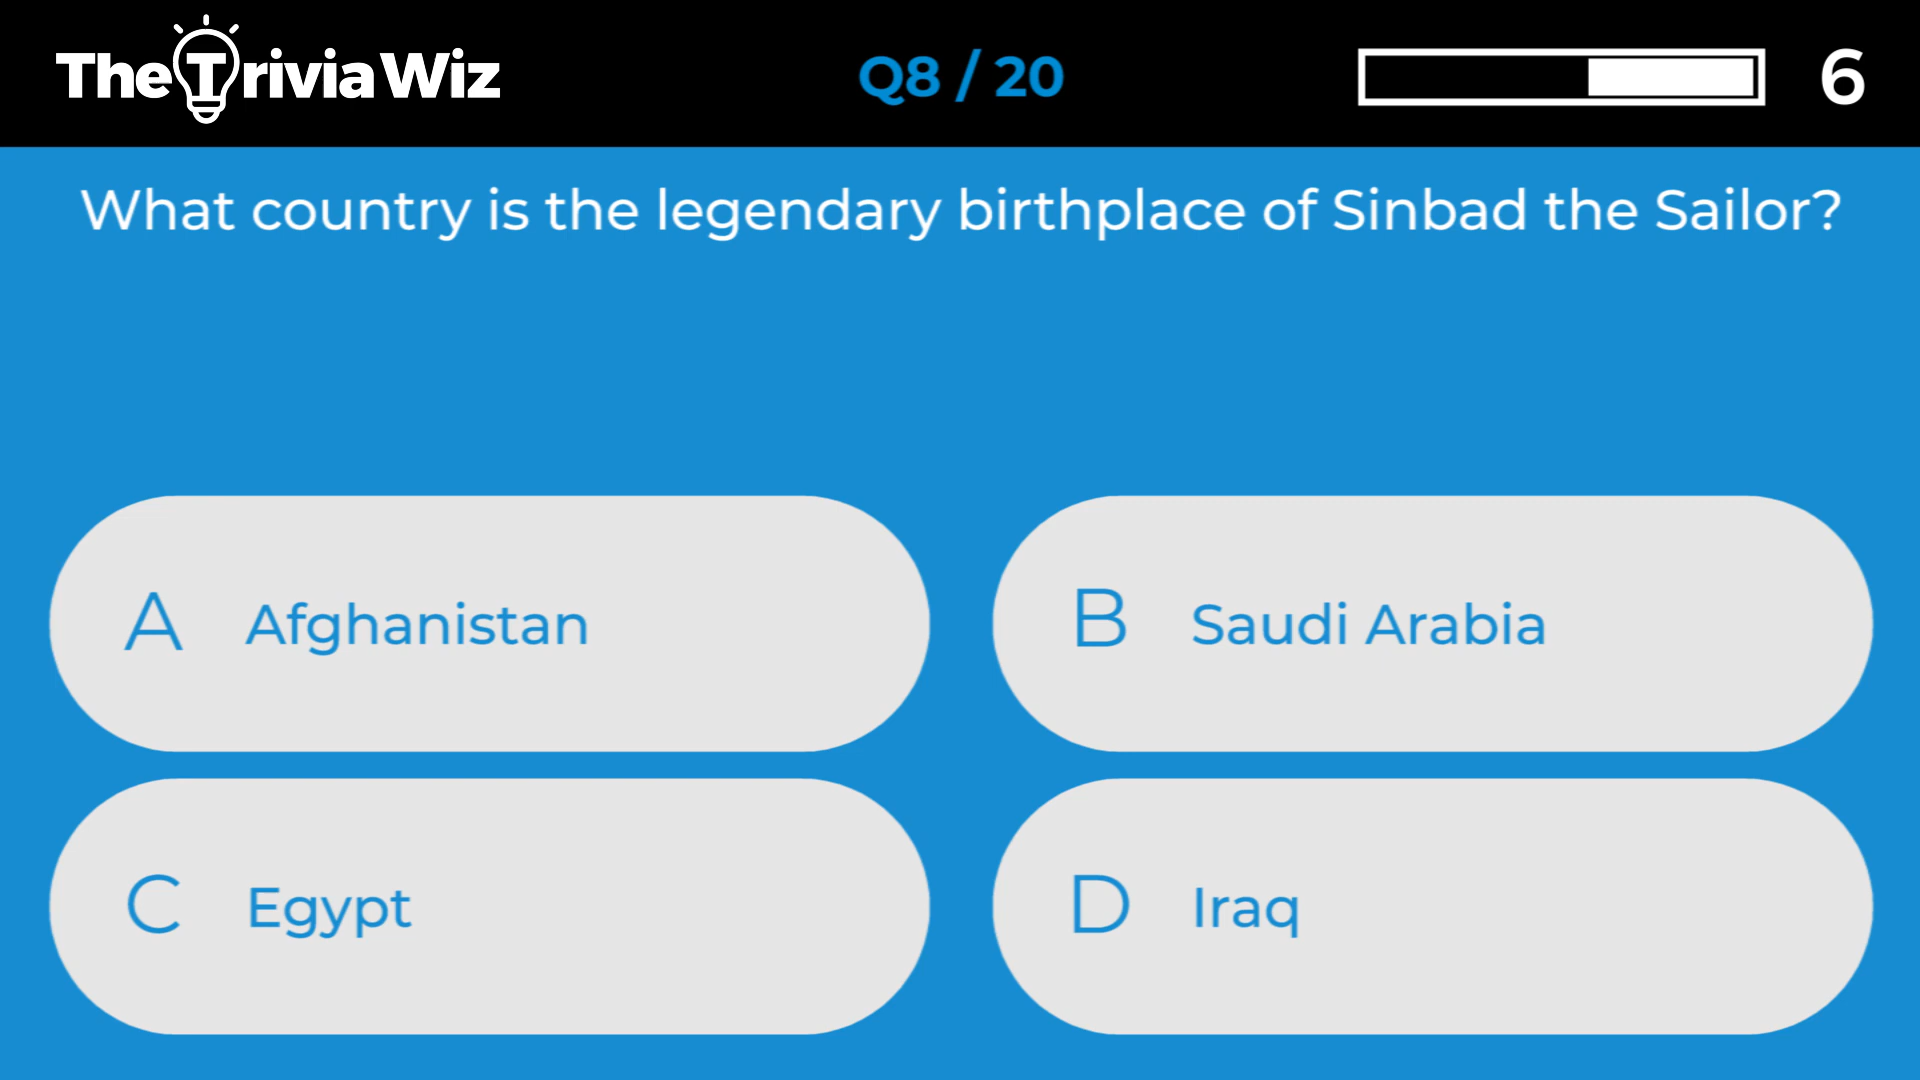 TheTriviaWiz
Q8 / 20
6
What country is the legendary birthplace of Sinbad the Sailor?
A Afghanistan
B Saudi Arabia
C Egypt
D Iraq